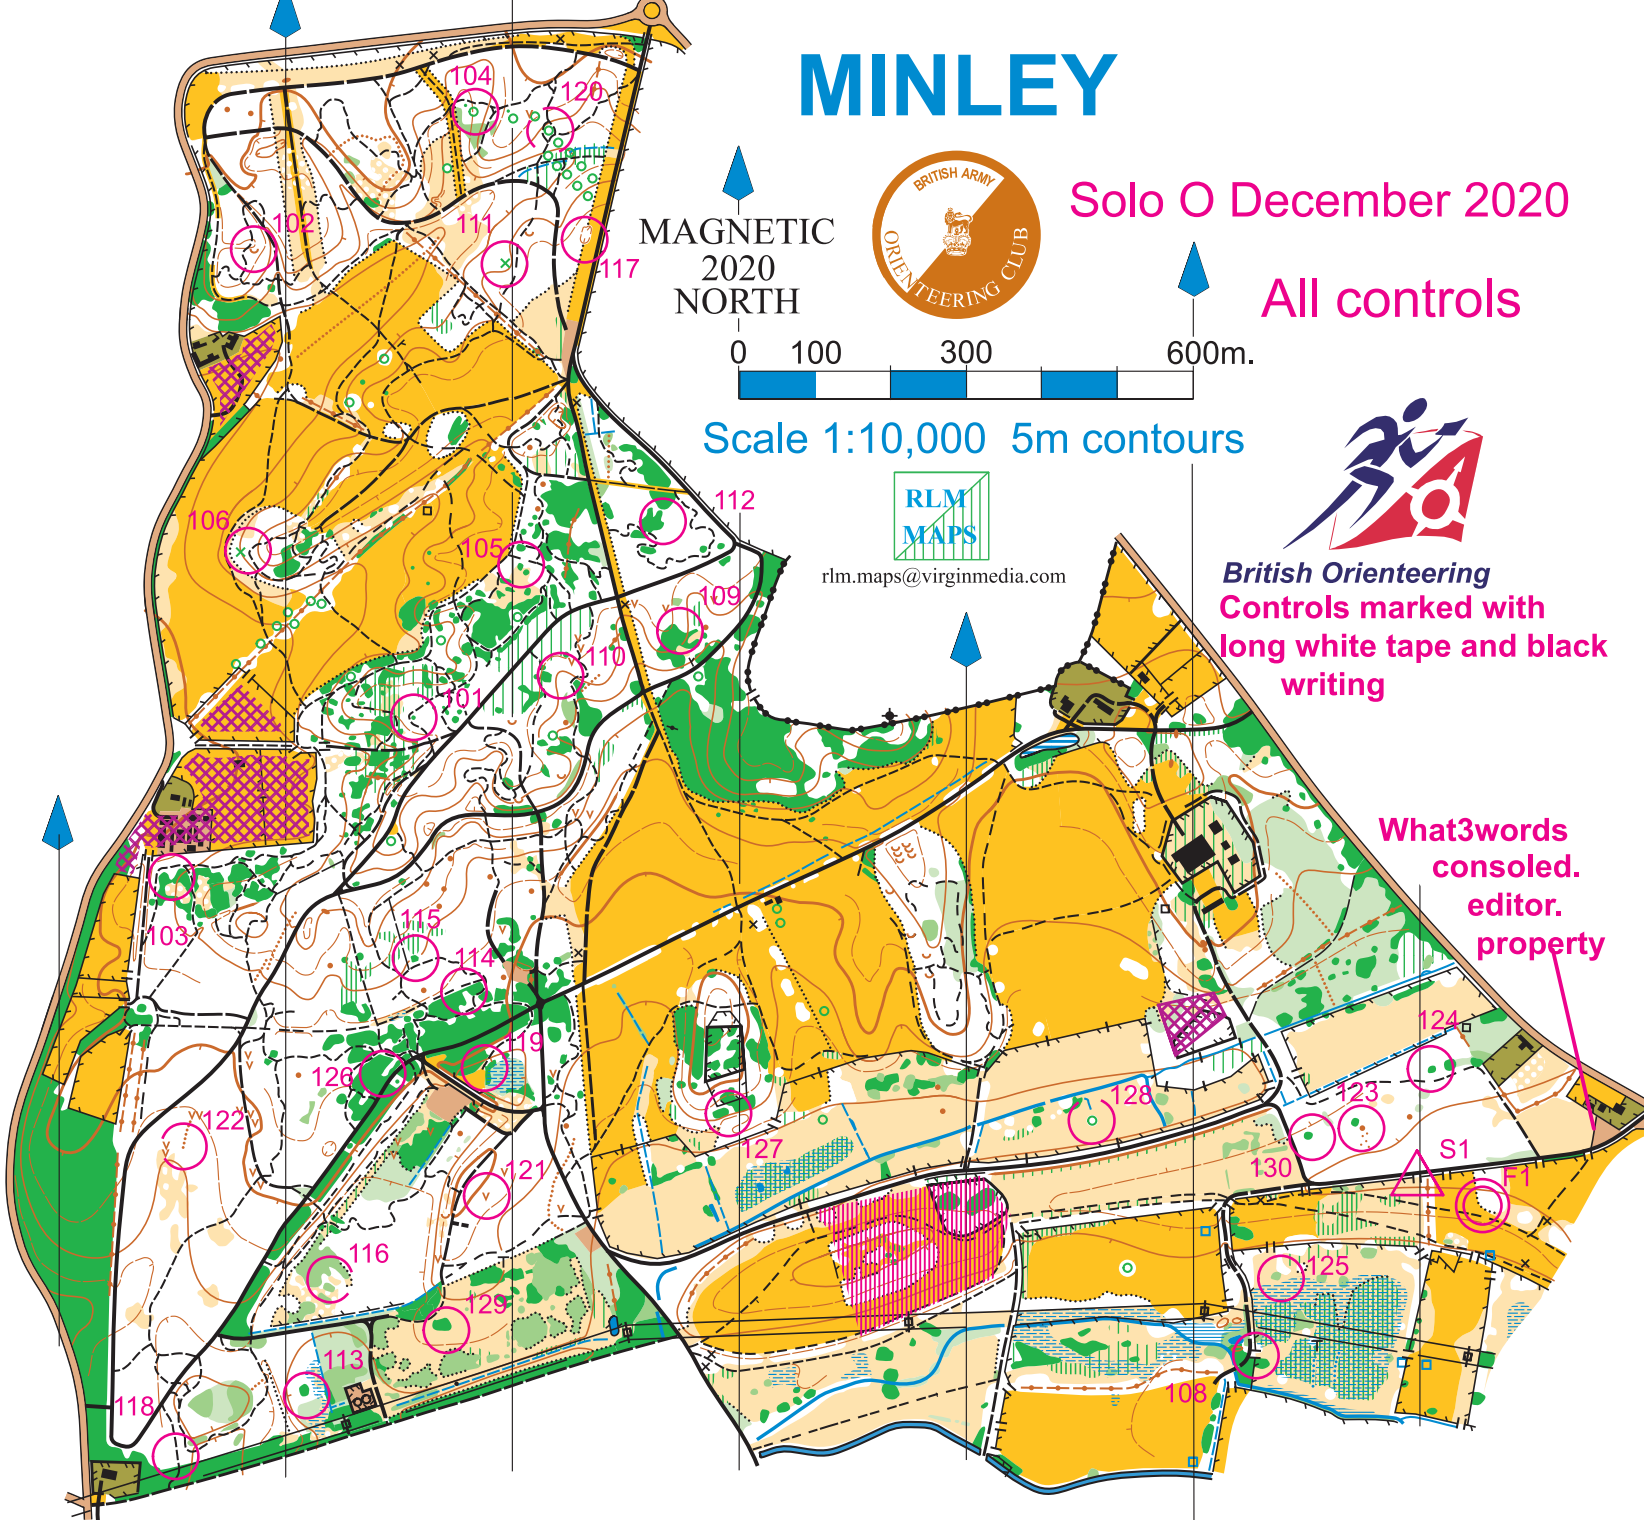 MINLEY
104
120
BRITISH ARMY
ORIENTEERING CLUB
Solo O December 2020
102
111
117
MAGNETIC
2020
NORTH
All controls
0 100 300 600m.
Scale 1:10,000 5m contours
RLM
MAPS
rlm.maps@virginmedia.com
British Orienteering
Controls marked with
long white tape and black
writing
106
105
112
109
110
101
What3words
consoled.
editor.
property
103
115
114
119
126
124
123
128
122
127
130
S1
F1
121
116
125
129
113
108
118